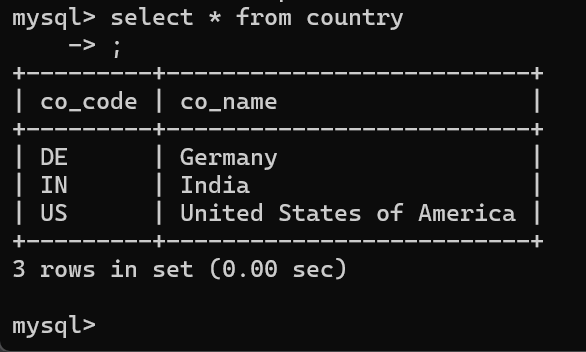 mysql> select * from country
    -> ;
+---------+--------------------------+
| co_code | co_name                  |
+---------+--------------------------+
| DE      | Germany                  |
| IN      | India                    |
| US      | United States of America |
+---------+--------------------------+
3 rows in set (0.00 sec)

mysql>